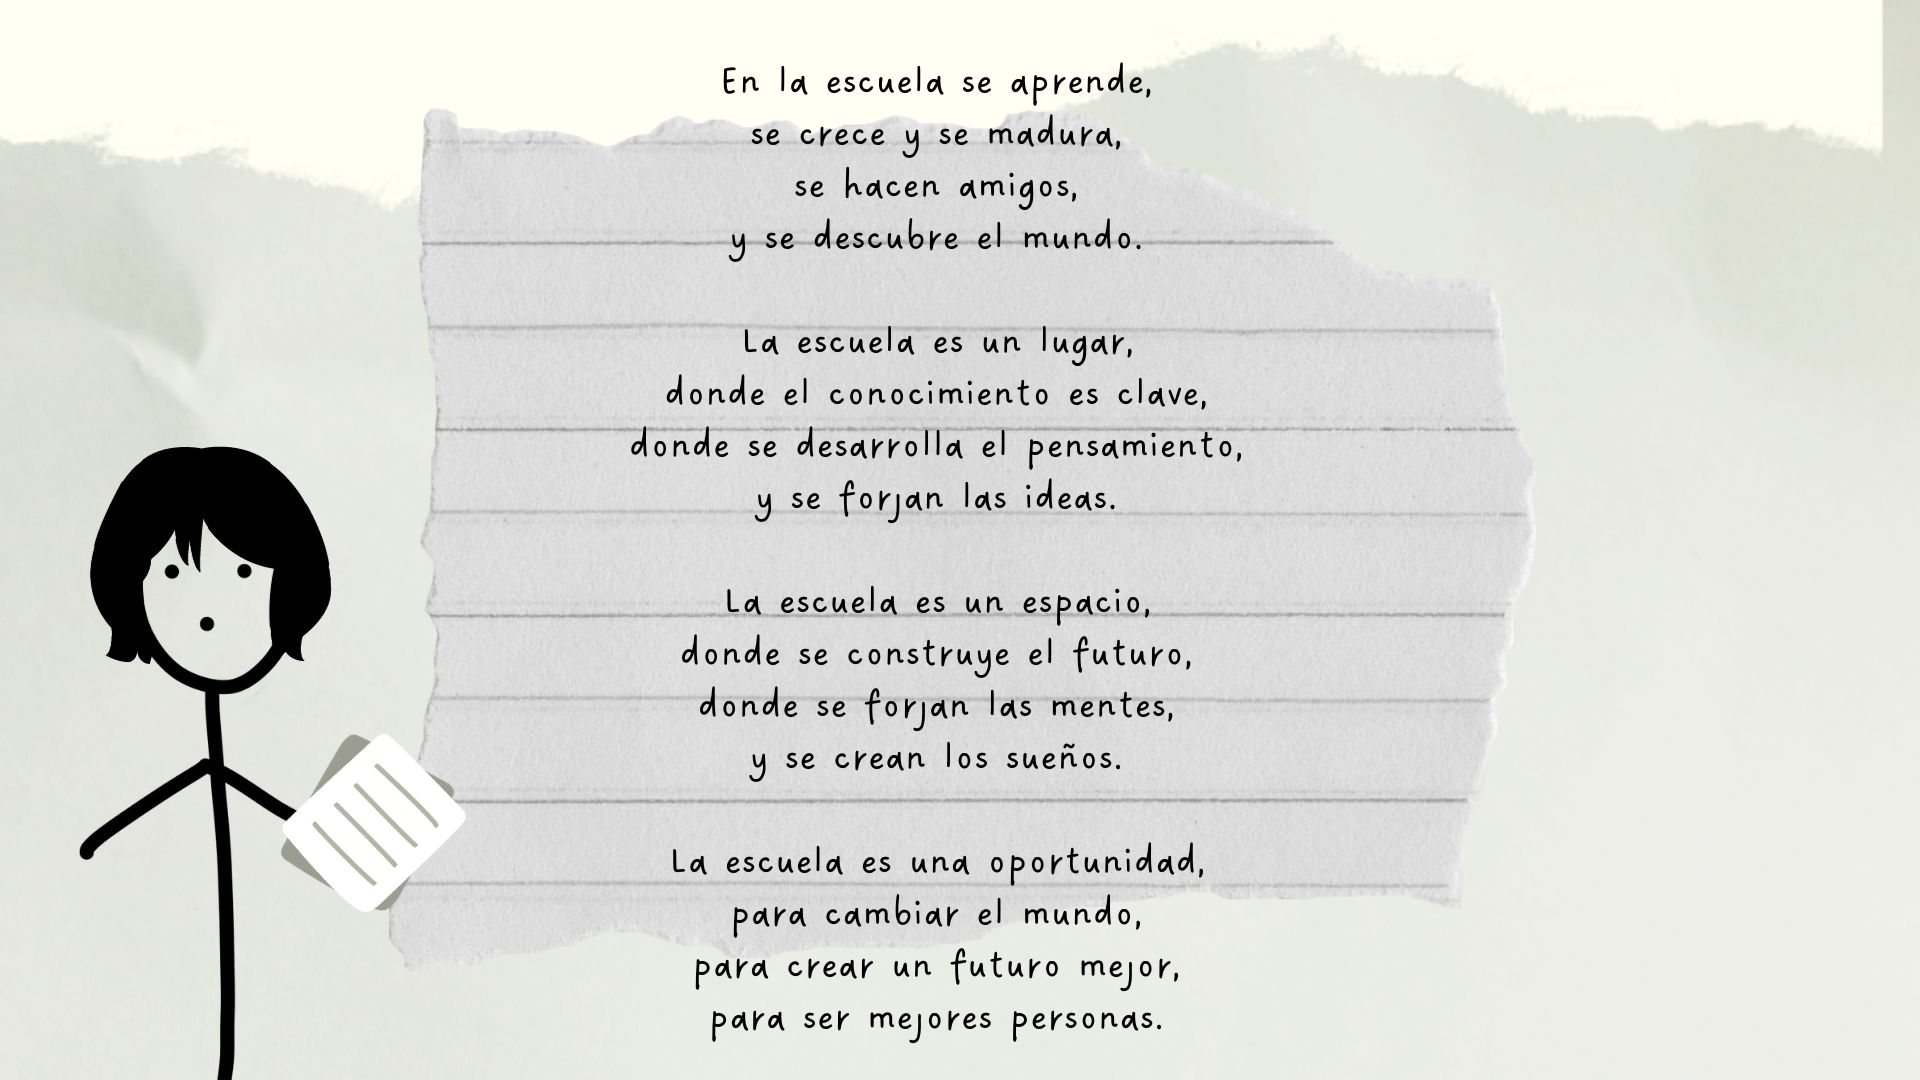 En la escuela se aprende,
se crece y se madura,
se hacen amigos,
y se descubre el mundo.
La escuela es un lugar,
donde el conocimiento es clave,
donde se desarrolla el pensamiento,
y se forjan las ideas.
La escuela es un espacio,
donde se construye el futuro,
donde se forjan las mentes,
y se crean los sueños.
La escuela es una oportunidad,
para cambiar el mundo,
para crear un futuro mejor,
para ser mejores personas.